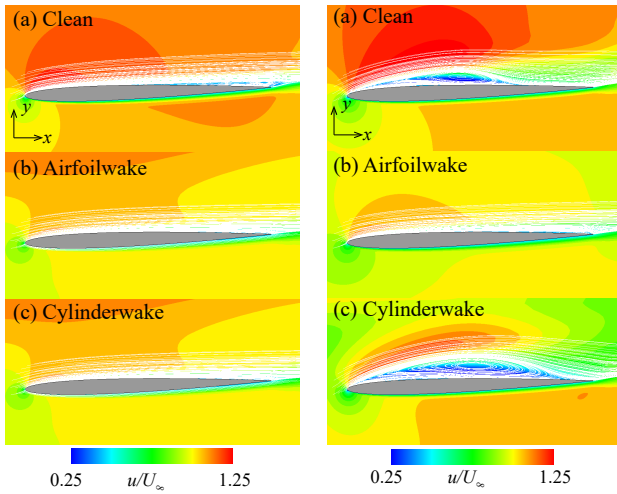 (a) Clean
y
x
(b) Airfoilwake
(c) Cylinderwake
0.25 u/U∞ 1.25
(a) Clean
y
x
(b) Airfoilwake
(c) Cylinderwake
0.25 u/U∞ 1.25